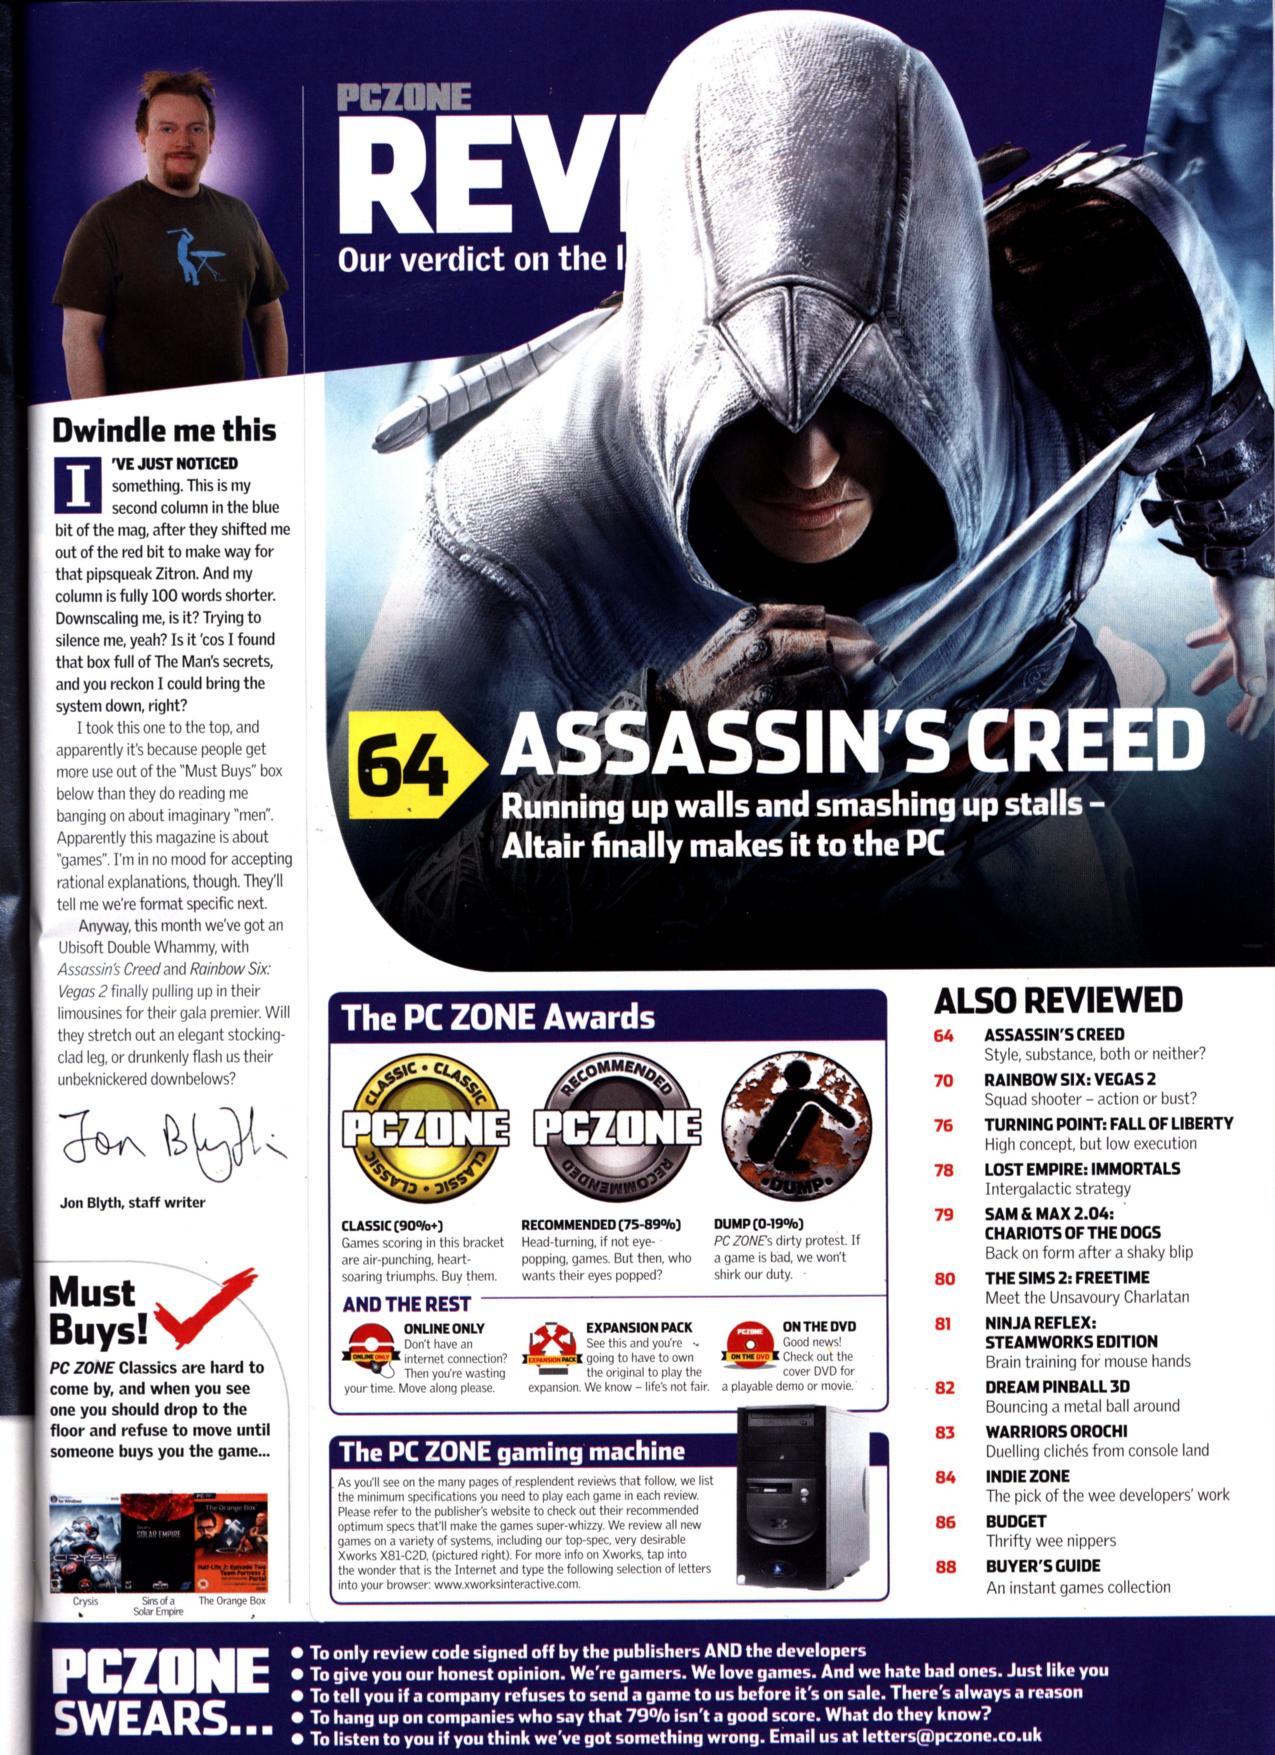 PCZONE
REVI
Our verdict on the l
Dwindle me this
I'VE JUST NOTICED
something. This is my
second column in the blue
bit of the mag, after they shifted me
out of the red bit to make way for
that pipsqueak Zitron. And my
column is fully 100 words shorter.
Downscaling me, is it? Trying to
silence me, yeah? Is it 'cos I found
that box full of The Man's secrets,
and you reckon I could bring the
system down, right?
I took this one to the top, and
apparently it's because people get
more use out of the "Must Buys" box
below than they do reading me
banging on about imaginary "men".
Apparently this magazine is about
"games". I'm in no mood for accepting
rational explanations, though. They'll
tell me we're format specific next.
Anyway, this month we've got an
Ubisoft Double Whammy, with
Assassin's Creed and Rainbow Six:
Vegas 2 finally pulling up in their
limousines for their gala premier. Will
they stretch out an elegant stocking-
clad leg, or drunkenly flash us their
unbeknickered downbelows?
Jon Blyth
Jon Blyth, staff writer
Must
Buys!
PC ZONE Classics are hard to
come by, and when you see
one you should drop to the
floor and refuse to move until
someone buys you the game...
CRYSIS
SOLAR EMPIRE
The Orange Box
Half-Life 2: Episode Two
Team Fortress 2
Portal
Crysis
Sins of a
Solar Empire
The Orange Box
64
ASSASSIN'S CREED
Running up walls and smashing up stalls –
Altair finally makes it to the PC
The PC ZONE Awards
CLASSIC • CLASSIC
PCZONE
CLASSIC • CLASSIC
RECOMMENDED
PCZONE
RECOMMENDED
•DUMP•
CLASSIC (90%+)
Games scoring in this bracket
are air-punching, heart-
soaring triumphs. Buy them.
RECOMMENDED (75-89%)
Head-turning, if not eye-
popping, games. But then, who
wants their eyes popped?
DUMP (0-19%)
PC ZONE's dirty protest. If
a game is bad, we won't
shirk our duty.
AND THE REST
ONLINE ONLY
ONLINE ONLY
Don't have an
internet connection?
Then you're wasting
your time. Move along please.
EXPANSION PACK
EXPANSION PACK
See this and you're
going to have to own
the original to play the
expansion. We know – life's not fair.
PCZONE
ON THE DVD
ON THE DVD
Good news!
Check out the
cover DVD for
a playable demo or movie.
The PC ZONE gaming machine
As you'll see on the many pages of resplendent reviews that follow, we list
the minimum specifications you need to play each game in each review.
Please refer to the publisher's website to check out their recommended
optimum specs that'll make the games super-whizzy. We review all new
games on a variety of systems, including our top-spec, very desirable
Xworks X81-C2D, (pictured right). For more info on Xworks, tap into
the wonder that is the Internet and type the following selection of letters
into your browser: www.xworksinteractive.com.
ALSO REVIEWED
64 ASSASSIN'S CREED
Style, substance, both or neither?
70 RAINBOW SIX: VEGAS 2
Squad shooter – action or bust?
76 TURNING POINT: FALL OF LIBERTY
High concept, but low execution
78 LOST EMPIRE: IMMORTALS
Intergalactic strategy
79 SAM & MAX 2.04:
CHARIOTS OF THE DOGS
Back on form after a shaky blip
80 THE SIMS 2: FREETIME
Meet the Unsavoury Charlatan
81 NINJA REFLEX:
STEAMWORKS EDITION
Brain training for mouse hands
82 DREAM PINBALL 3D
Bouncing a metal ball around
83 WARRIORS OROCHI
Duelling clichés from console land
84 INDIE ZONE
The pick of the wee developers' work
86 BUDGET
Thrifty wee nippers
88 BUYER'S GUIDE
An instant games collection
PCZONE
SWEARS...
● To only review code signed off by the publishers AND the developers
● To give you our honest opinion. We're gamers. We love games. And we hate bad ones. Just like you
● To tell you if a company refuses to send a game to us before it's on sale. There's always a reason
● To hang up on companies who say that 79% isn't a good score. What do they know?
● To listen to you if you think we've got something wrong. Email us at letters@pczone.co.uk